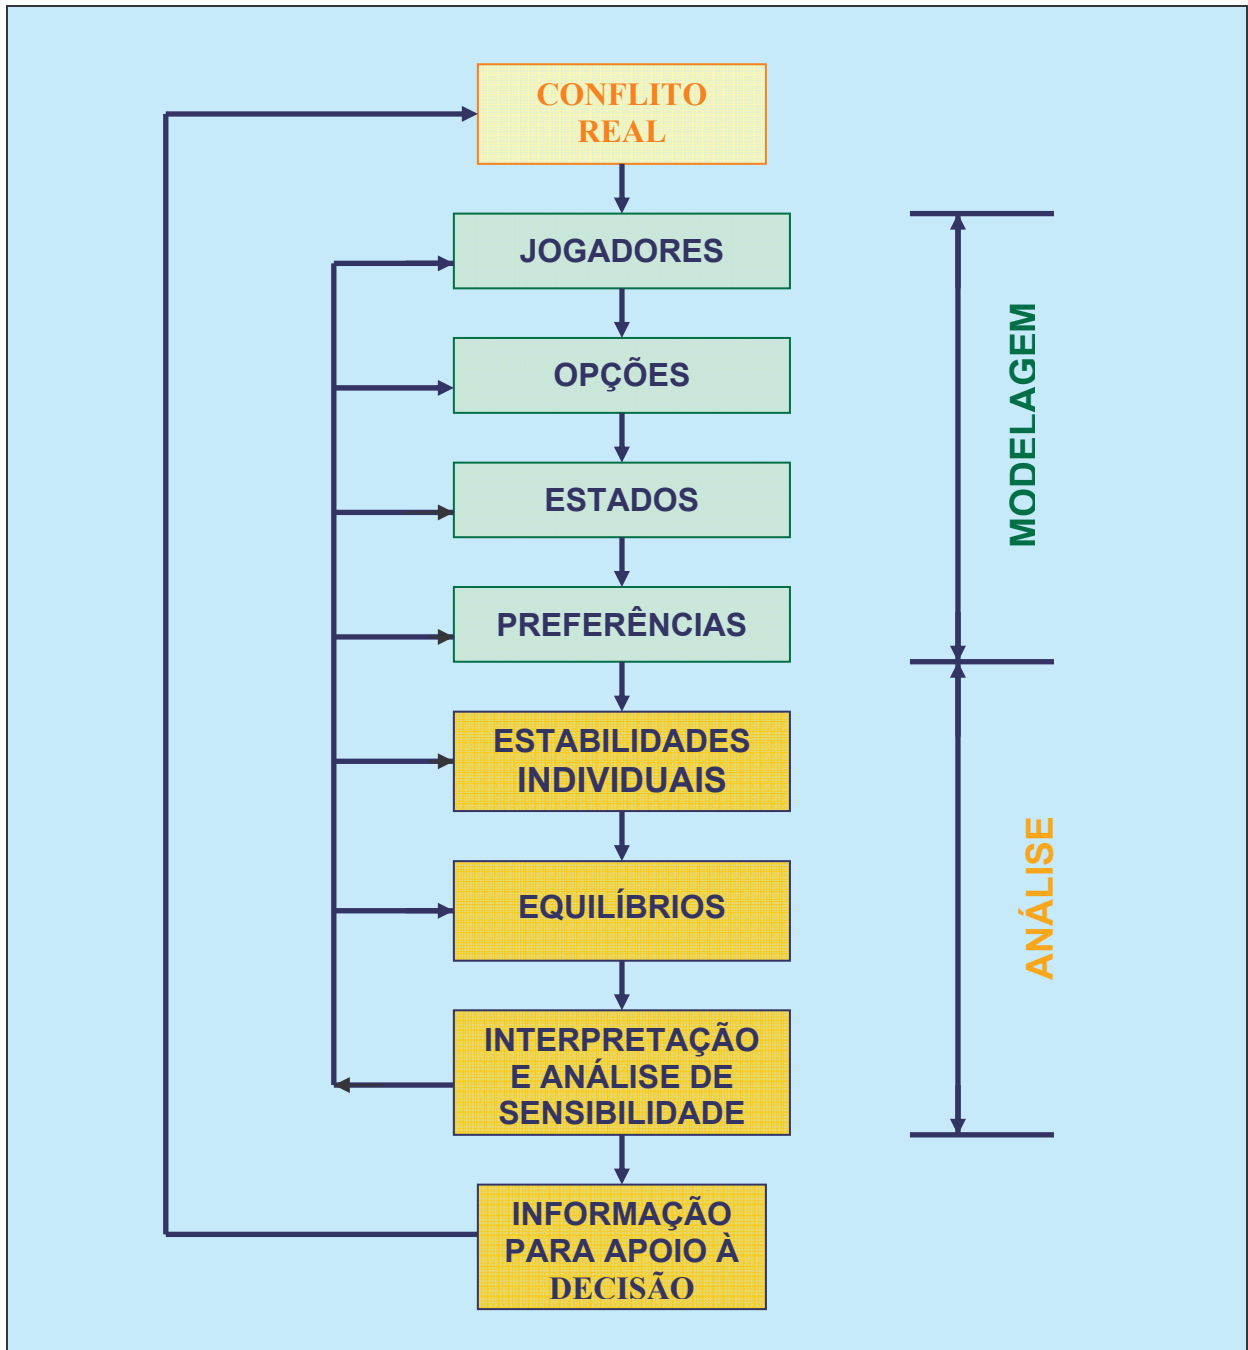 CONFLITO
REAL
JOGADORES
OPÇÕES
ESTADOS
PREFERÊNCIAS
MODELAGEM
ESTABILIDADES
INDIVIDUAIS
EQUILÍBRIOS
INTERPRETAÇÃO
E ANÁLISE DE
SENSIBILIDADE
ANÁLISE
INFORMAÇÃO
PARA APOIO À
DECISÃO